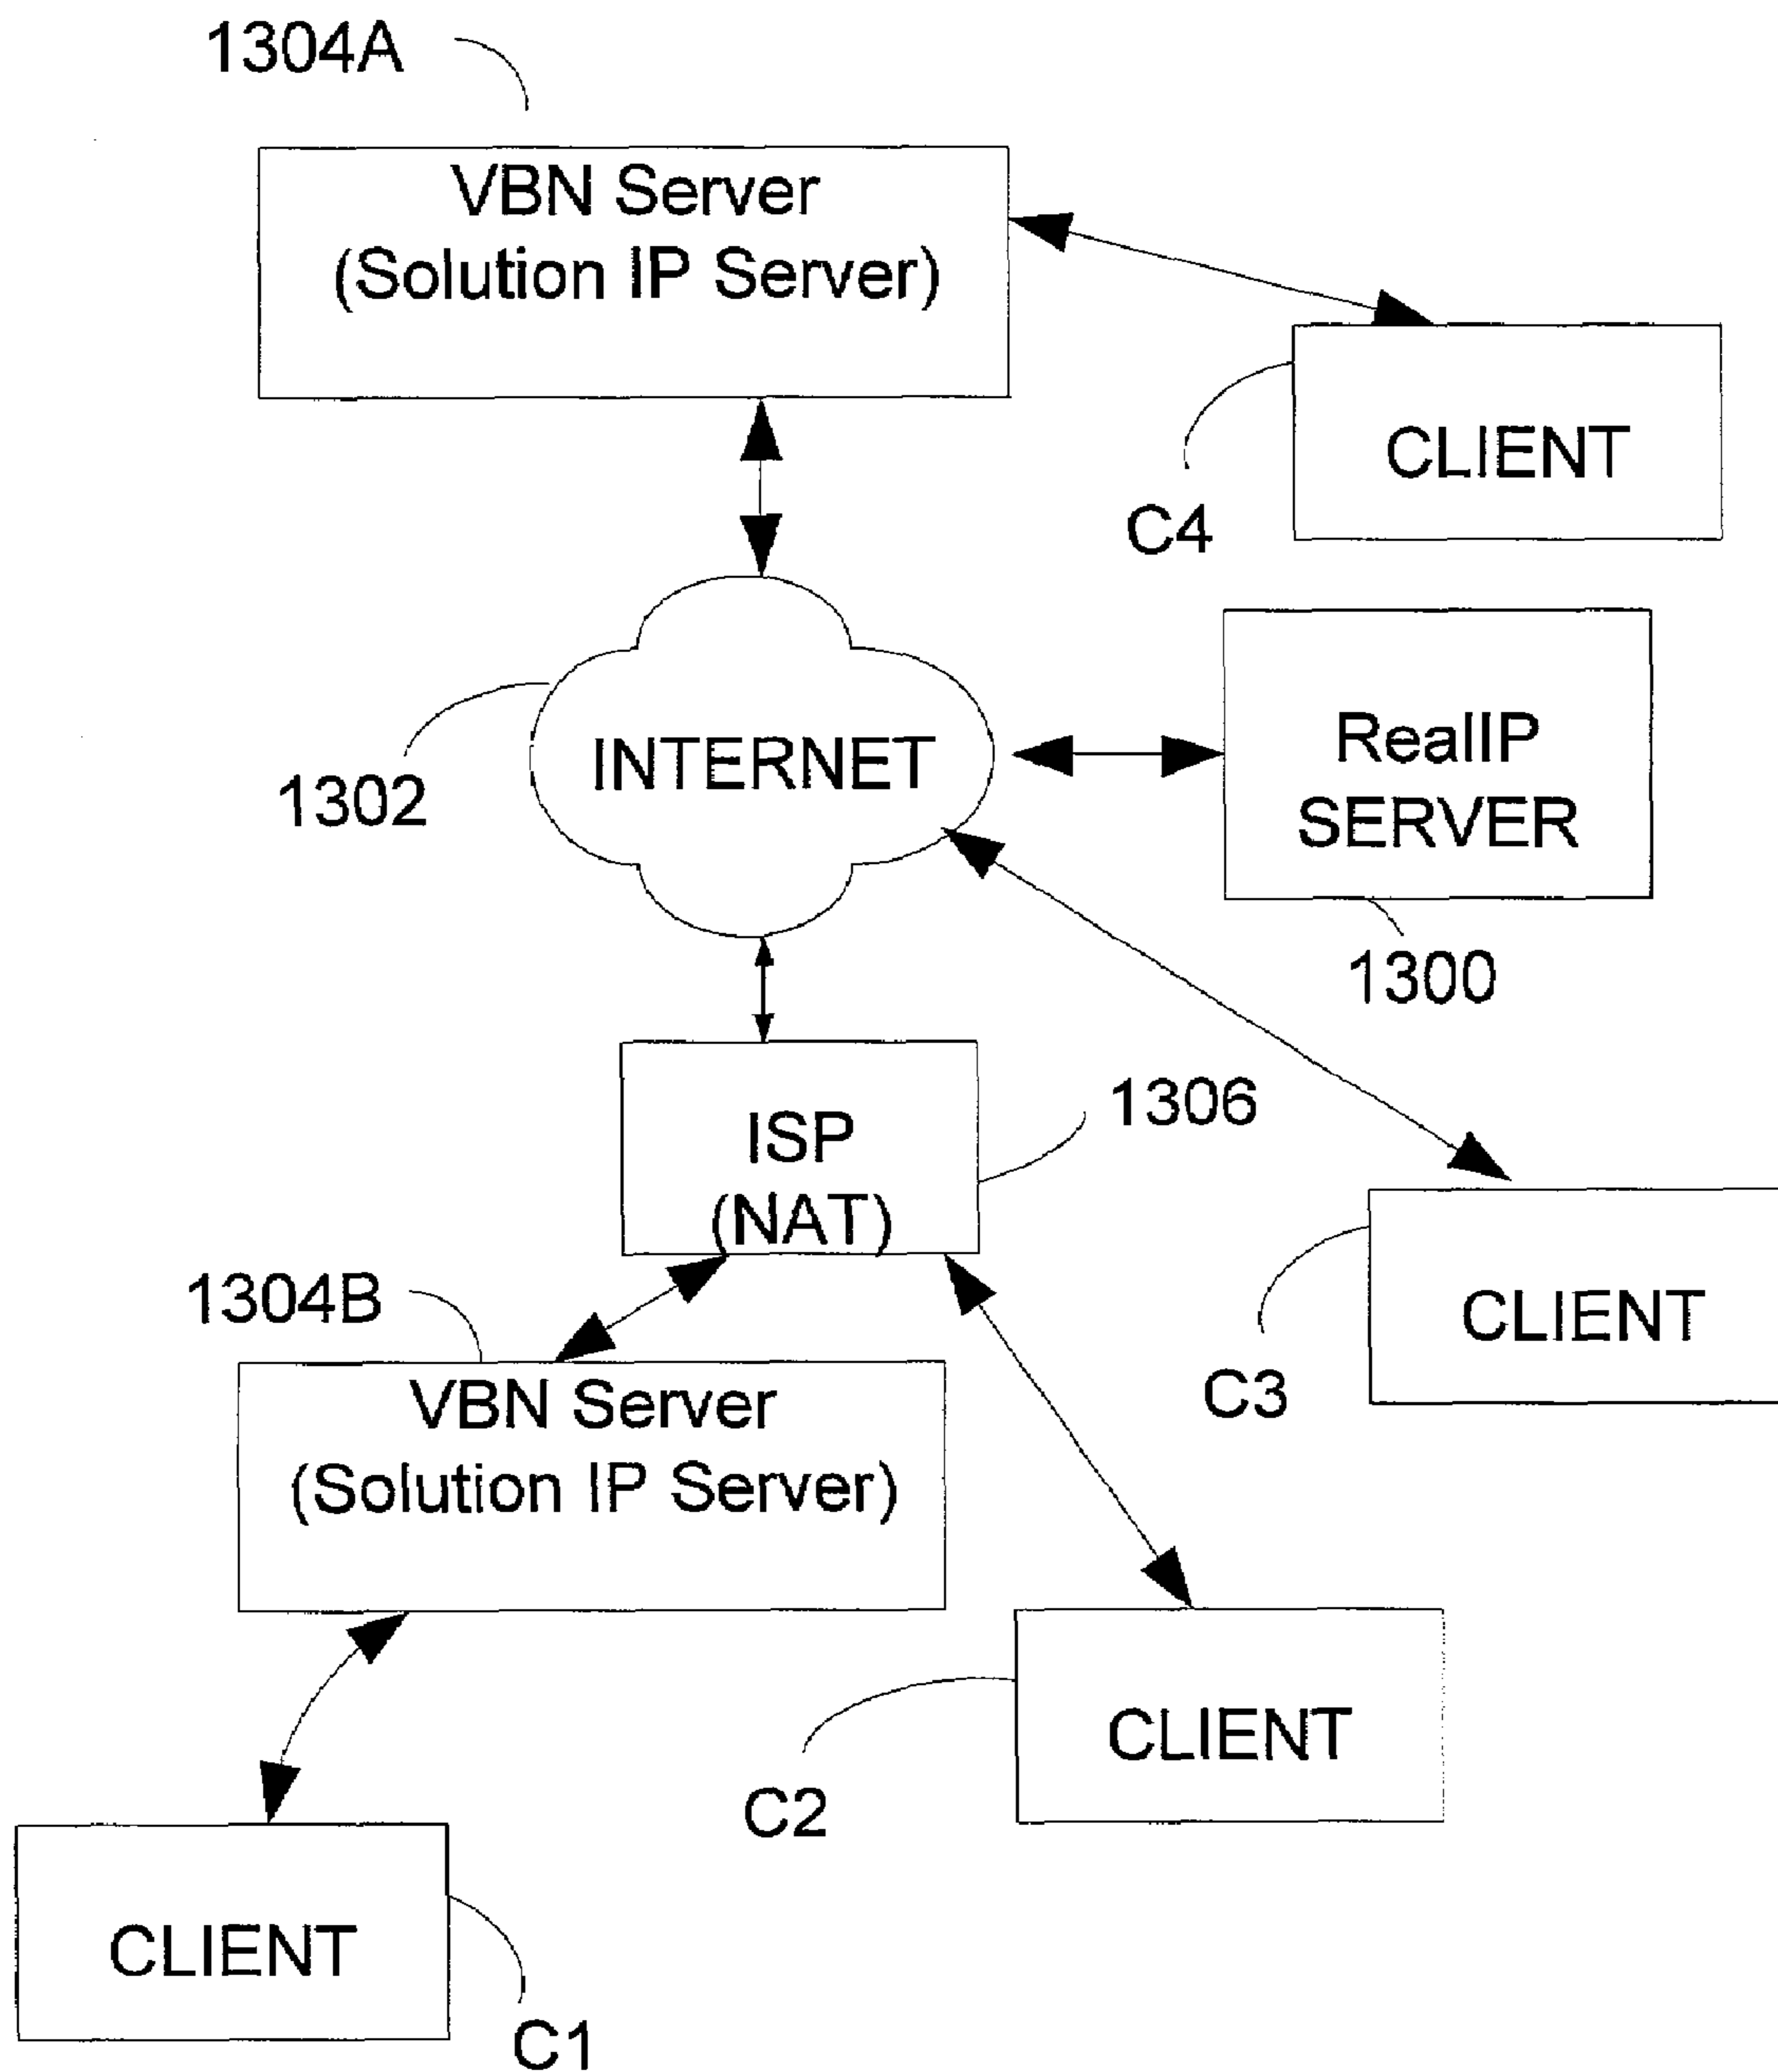 1304A
VBN Server
(Solution IP Server)
CLIENT
C4
INTERNET
1302
RealIP
SERVER
1300
ISP
(NAT)
1306
1304B
VBN Server
(Solution IP Server)
CLIENT
C3
CLIENT
C2
CLIENT
C1